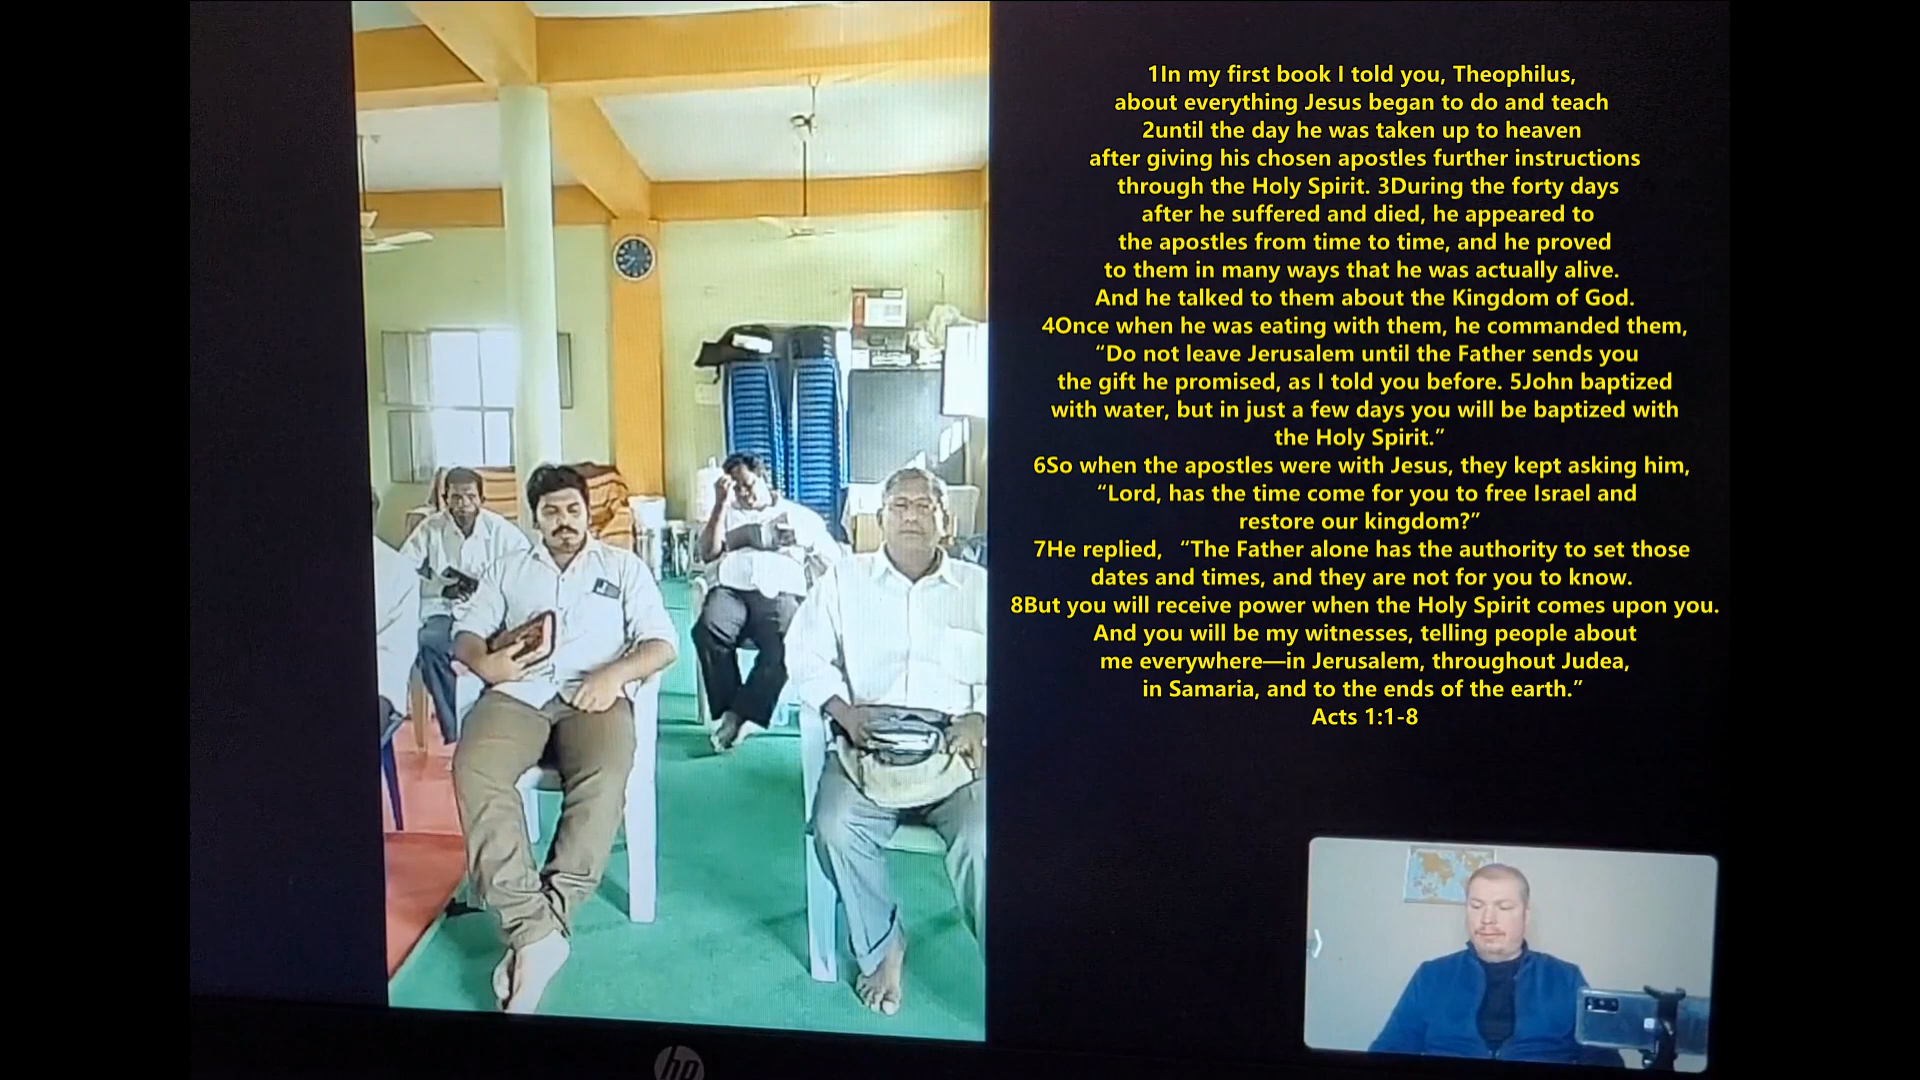 1In my first book I told you, Theophilus,
about everything Jesus began to do and teach
2until the day he was taken up to heaven
after giving his chosen apostles further instructions
through the Holy Spirit. 3During the forty days
after he suffered and died, he appeared to
the apostles from time to time, and he proved
to them in many ways that he was actually alive.
And he talked to them about the Kingdom of God.
4Once when he was eating with them, he commanded them,
“Do not leave Jerusalem until the Father sends you
the gift he promised, as I told you before. 5John baptized
with water, but in just a few days you will be baptized with
the Holy Spirit.”
6So when the apostles were with Jesus, they kept asking him,
“Lord, has the time come for you to free Israel and
restore our kingdom?”
7He replied,   “The Father alone has the authority to set those
dates and times, and they are not for you to know.
8But you will receive power when the Holy Spirit comes upon you.
And you will be my witnesses, telling people about
me everywhere—in Jerusalem, throughout Judea,
in Samaria, and to the ends of the earth.”
Acts 1:1-8
hp